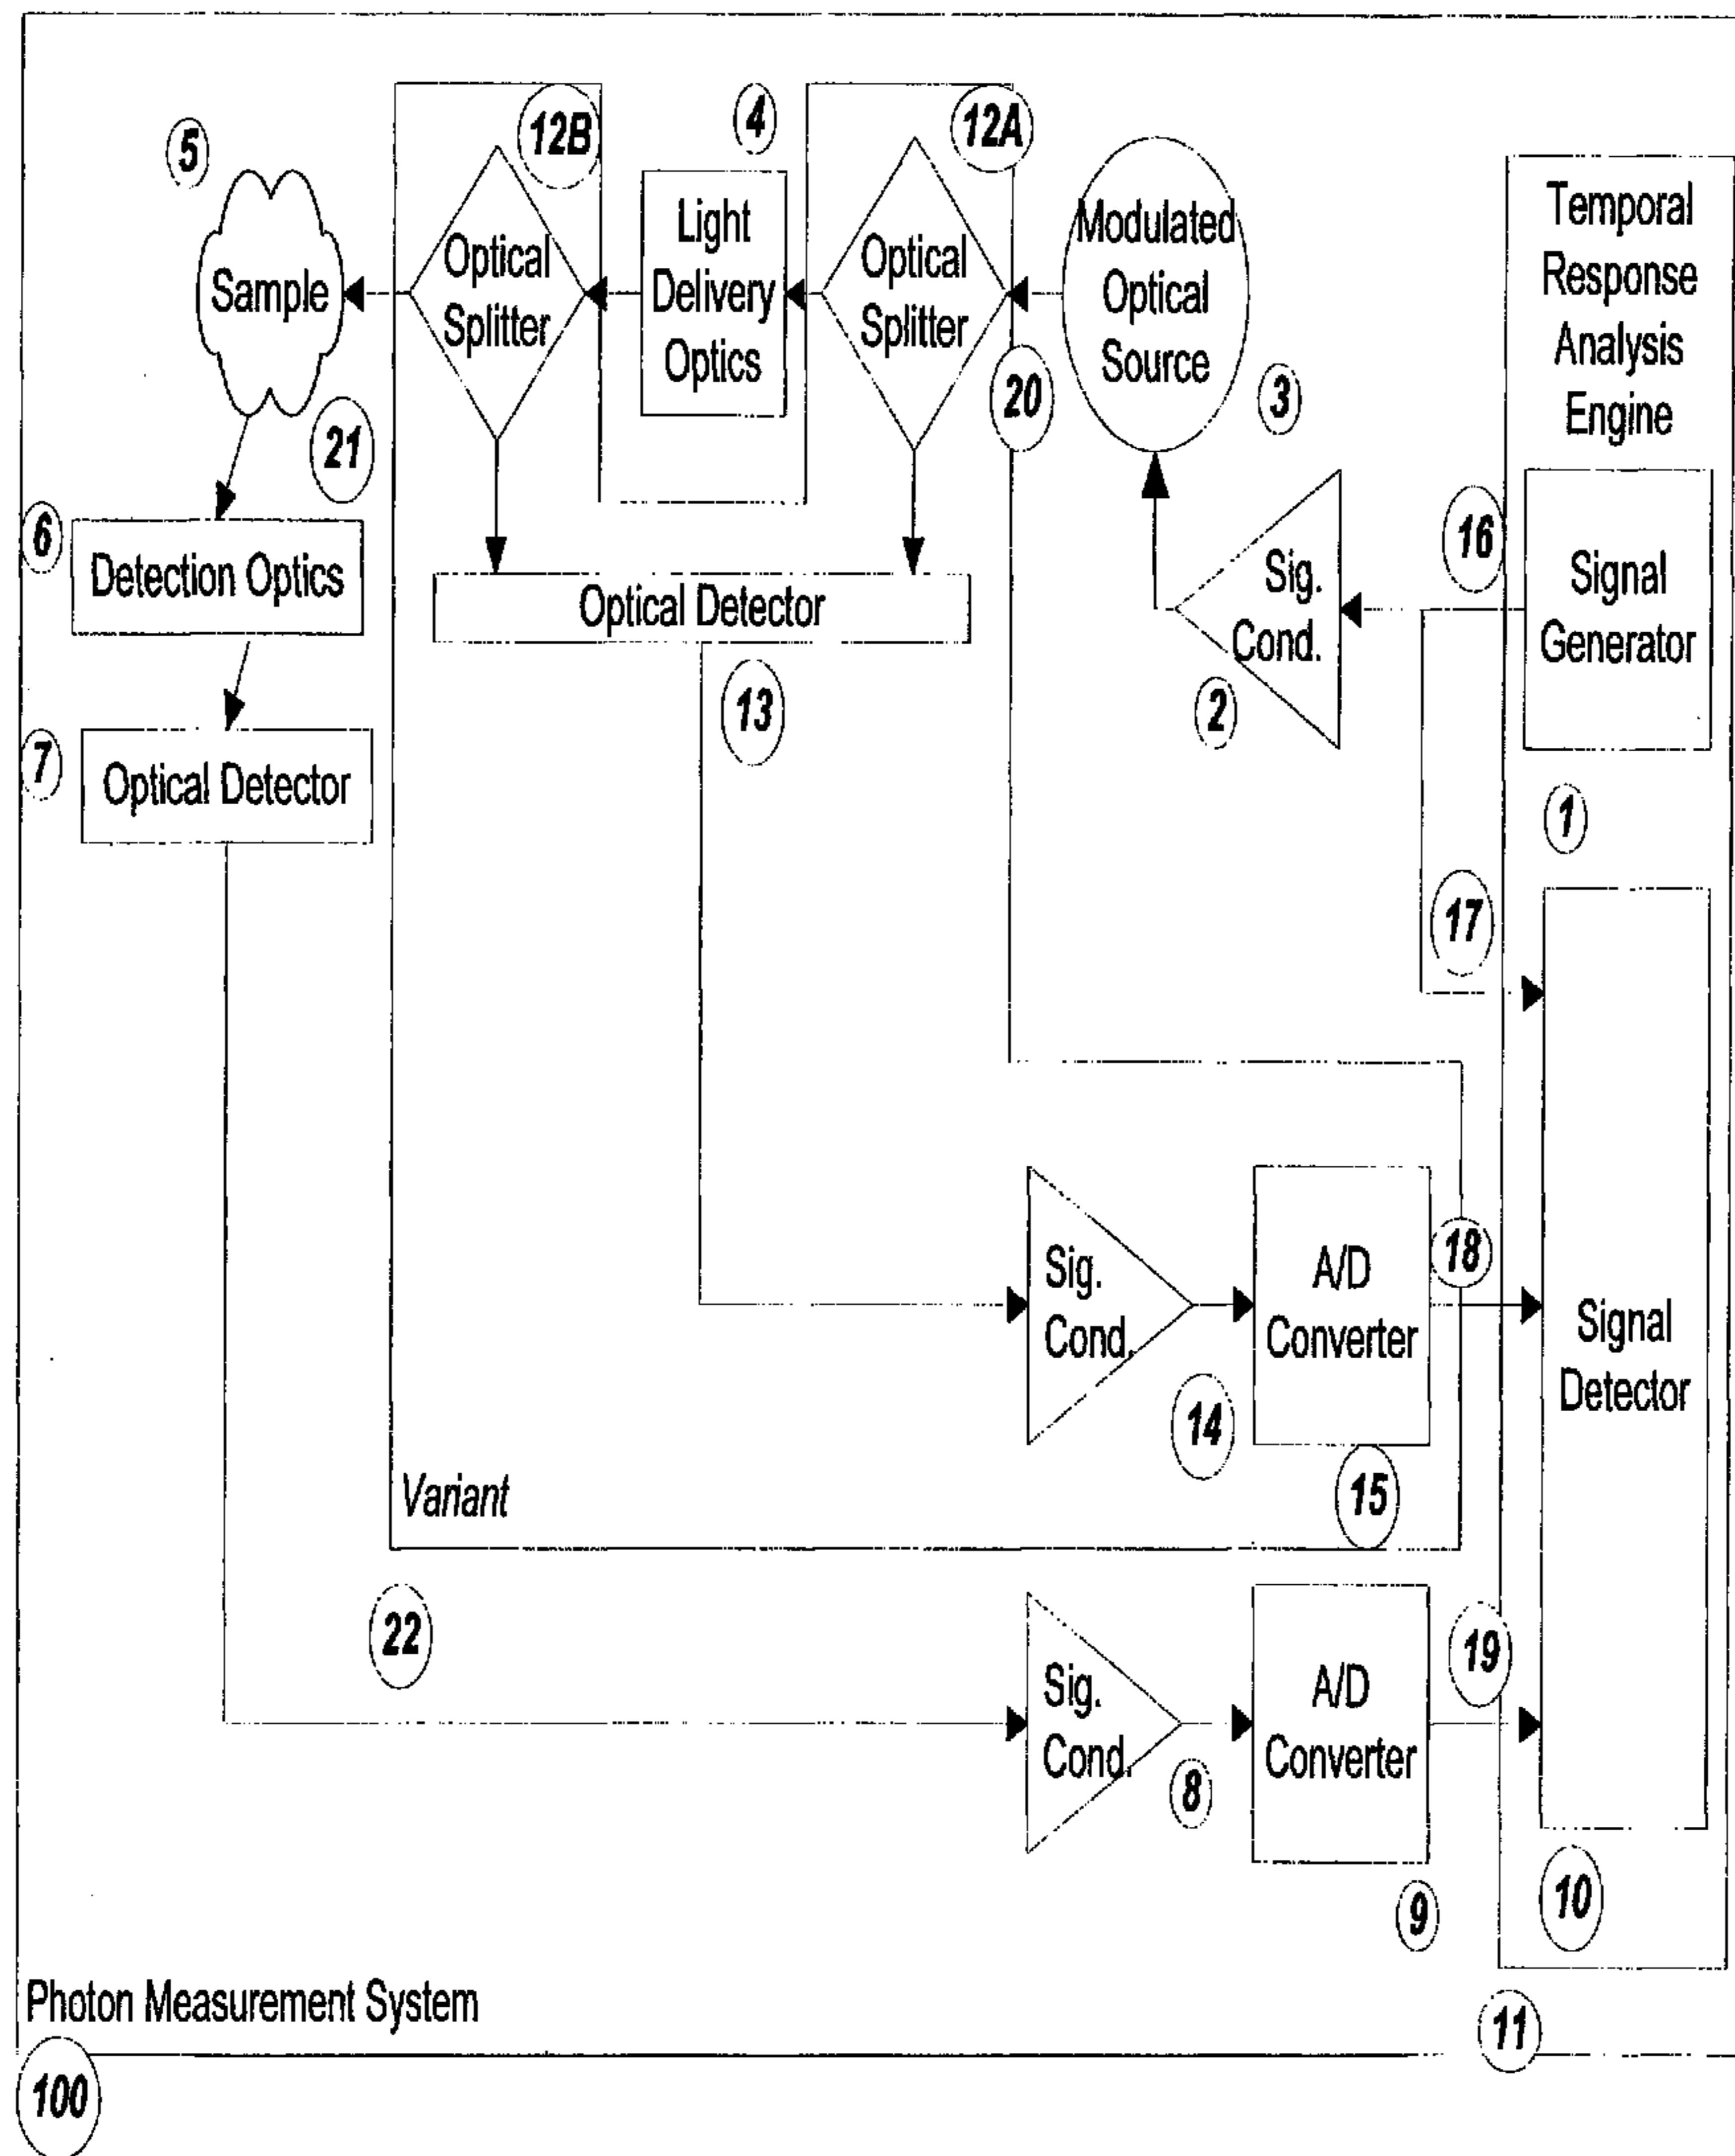 12B
4
12A
5
Optical
Splitter
Light
Delivery
Optics
Optical
Splitter
Modulated
Optical
Source
Temporal
Response
Analysis
Engine
Sample
20
3
21
6
Detection Optics
Optical Detector
13
Sig.
Cond.
2
16
Signal
Generator
7
Optical Detector
1
17
Sig.
Cond.
14
A/D
Converter
15
18
Signal
Detector
Variant
22
Sig.
Cond.
8
A/D
Converter
9
19
10
11
Photon Measurement System
100